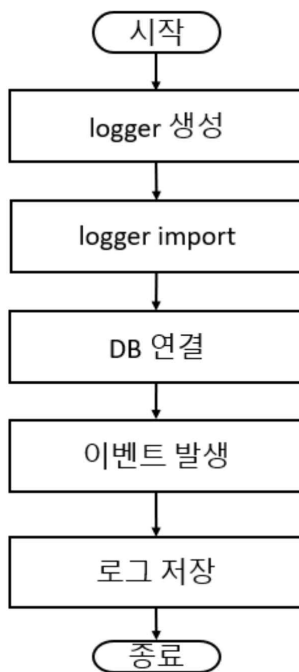 시작
logger 생성
logger import
DB 연결
이벤트 발생
로그 저장
종료